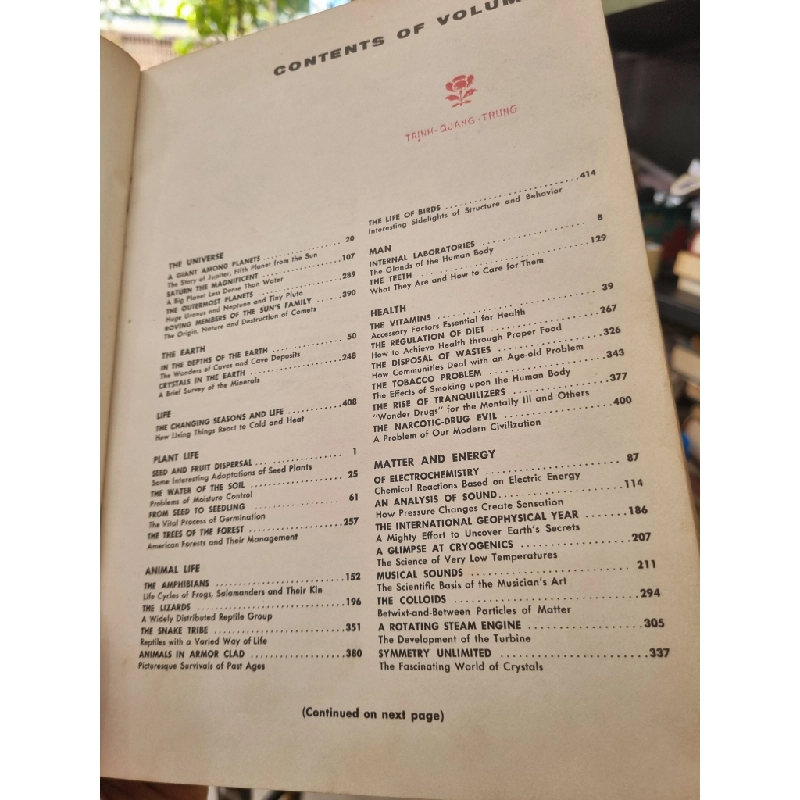 CONTENTS OF VOLUM
TRỊNH-QUANG-TRUNG
THE UNIVERSE
A GIANT AMONG PLANETS 20
The Story of Jupiter, Fifth Planet from the Sun
SATURN THE MAGNIFICENT 107
A Big Planet Less Dense Than Water
THE OUTERMOST PLANETS 289
Huge Uranus and Neptune and Tiny Pluto
ROVING MEMBERS OF THE SUN'S FAMILY 390
The Origin, Nature and Destruction of Comets
THE EARTH
IN THE DEPTHS OF THE EARTH 50
The Wonders of Caves and Cave Deposits
CRYSTALS IN THE EARTH 248
A Brief Survey of the Minerals
LIFE
THE CHANGING SEASONS AND LIFE 408
How Living Things React to Cold and Heat
PLANT LIFE
SEED AND FRUIT DISPERSAL 1
Some Interesting Adaptations of Seed Plants
THE WATER OF THE SOIL 25
Problems of Moisture Control
FROM SEED TO SEEDLING 61
The Vital Process of Germination
THE TREES OF THE FOREST 257
American Forests and Their Management
ANIMAL LIFE
THE AMPHIBIANS 152
Life Cycles of Frogs, Salamanders and Their Kin
THE LIZARDS 196
A Widely Distributed Reptile Group
THE SNAKE TRIBE 351
Reptiles with a Varied Way of Life
ANIMALS IN ARMOR CLAD 380
Picturesque Survivals of Past Ages
THE LIFE OF BIRDS 414
Interesting Sidelights of Structure and Behavior
MAN
INTERNAL LABORATORIES 8
The Glands of the Human Body
THE TEETH 129
What They Are and How to Care for Them
HEALTH
THE VITAMINS 39
Accessory Factors Essential for Health
THE REGULATION OF DIET 267
How to Achieve Health through Proper Food
THE DISPOSAL OF WASTES 326
How Communities Deal with an Age-old Problem
THE TOBACCO PROBLEM 343
The Effects of Smoking upon the Human Body
THE RISE OF TRANQUILIZERS 377
"Wonder Drugs" for the Mentally Ill and Others
THE NARCOTIC-DRUG EVIL 400
A Problem of Our Modern Civilization
MATTER AND ENERGY
OF ELECTROCHEMISTRY 87
Chemical Reactions Based on Electric Energy
AN ANALYSIS OF SOUND 114
How Pressure Changes Create Sensation
THE INTERNATIONAL GEOPHYSICAL YEAR 186
A Mighty Effort to Uncover Earth's Secrets
A GLIMPSE AT CRYOGENICS 207
The Science of Very Low Temperatures
MUSICAL SOUNDS 211
The Scientific Basis of the Musician's Art
THE COLLOIDS 294
Betwixt-and-Between Particles of Matter
A ROTATING STEAM ENGINE 305
The Development of the Turbine
SYMMETRY UNLIMITED 337
The Fascinating World of Crystals
(Continued on next page)